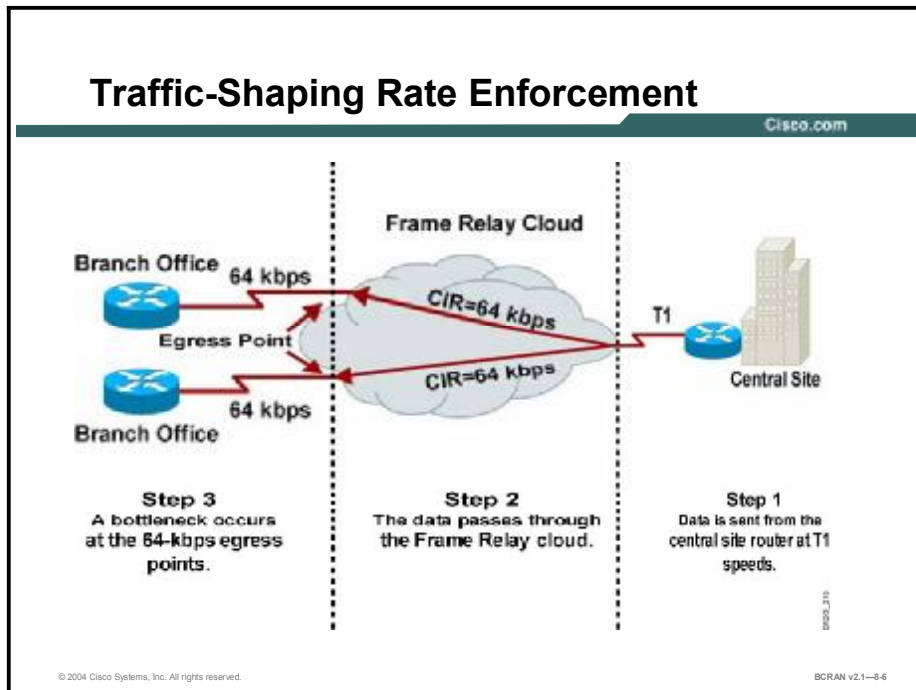 Traffic-Shaping Rate Enforcement
Cisco.com
Frame Relay Cloud
Branch Office
64 kbps
CIR=64 kbps
T1
Egress Point
CIR=64 kbps
Central Site
64 kbps
Branch Office
Step 3
A bottleneck occurs
at the 64-kbps egress
points.
Step 2
The data passes through
the Frame Relay cloud.
Step 1
Data is sent from the
central site router at T1
speeds.
© 2004 Cisco Systems, Inc. All rights reserved.
BCRAN v2.1—8-6